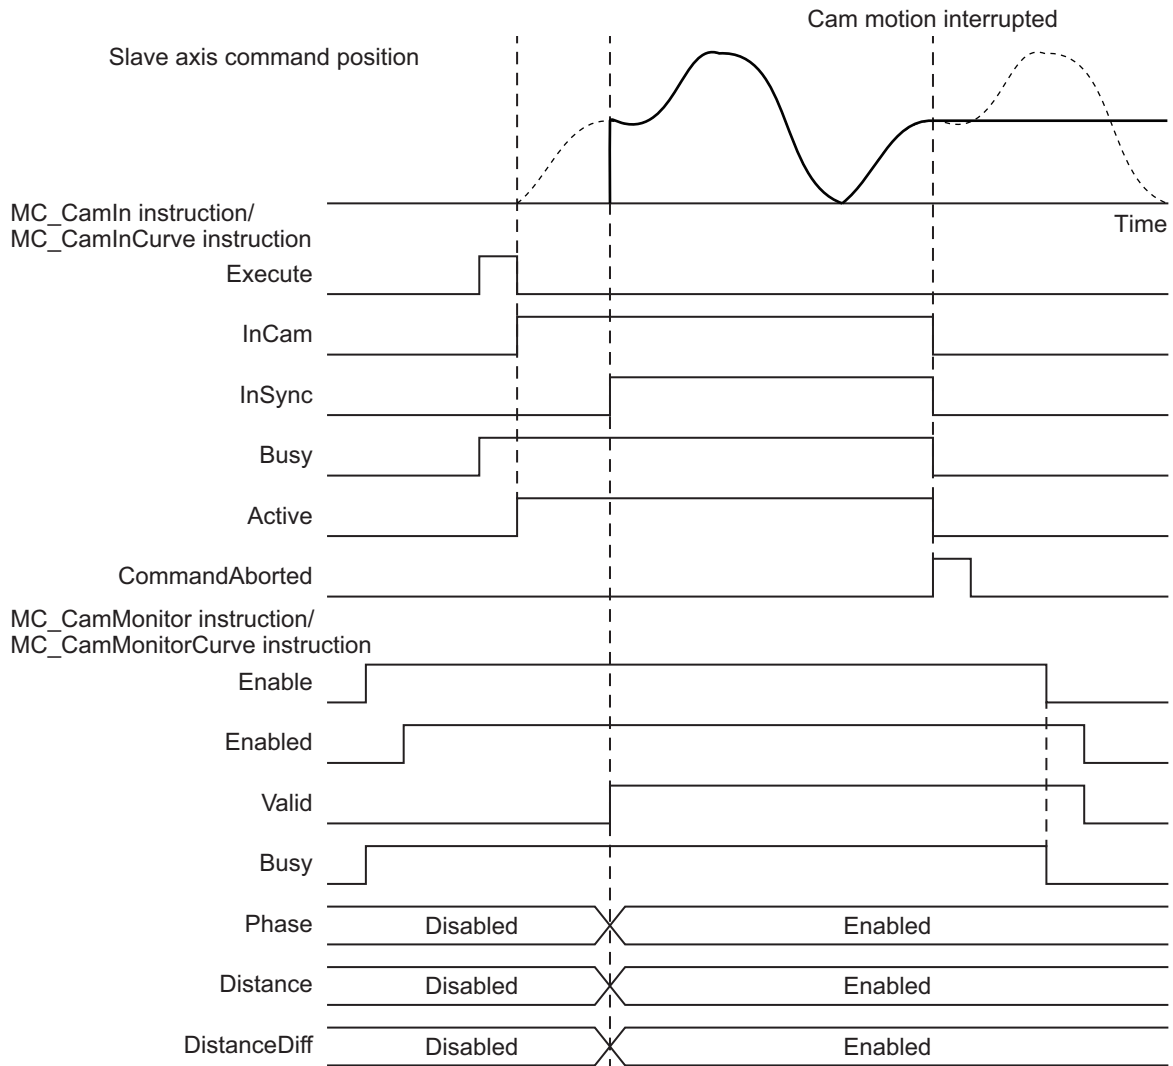 Cam motion interrupted
Slave axis command position
MC_CamIn instruction/
MC_CamInCurve instruction
Time
Execute
InCam
InSync
Busy
Active
CommandAborted
MC_CamMonitor instruction/
MC_CamMonitorCurve instruction
Enable
Enabled
Valid
Busy
Phase Disabled Enabled
Distance Disabled Enabled
DistanceDiff Disabled Enabled